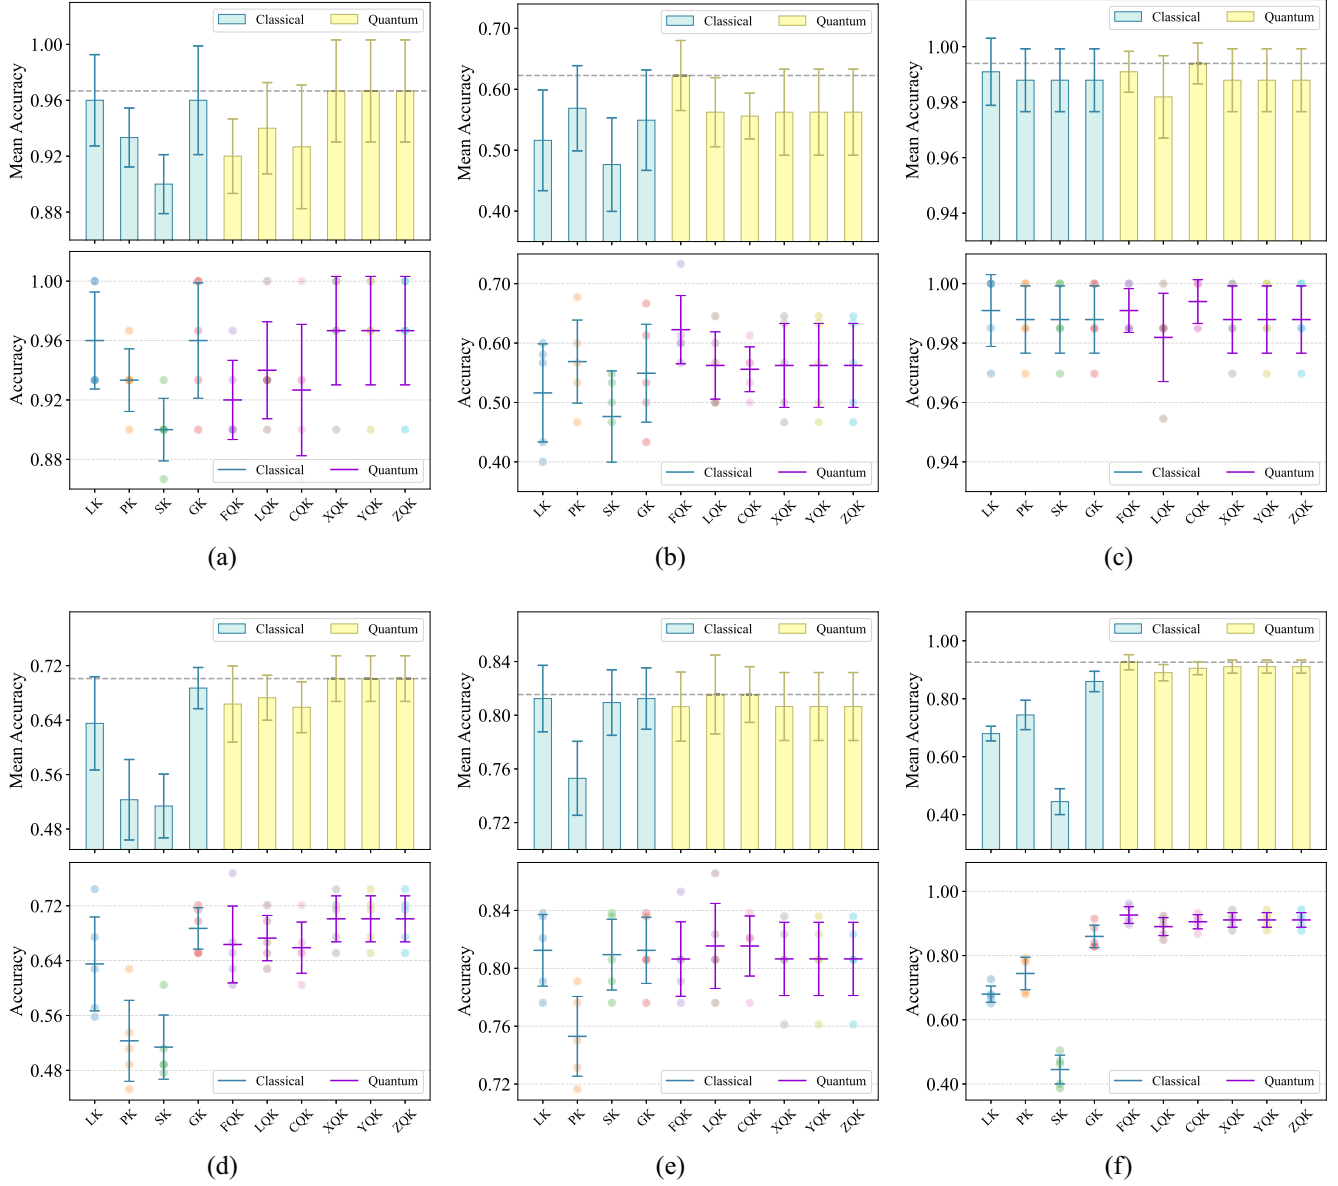 Classical Quantum
Mean Accuracy
1.00
0.96
0.92
0.88
Accuracy
1.00
0.96
0.92
0.88
Classical Quantum
LK PK SK GK FQK LQK CQK XQK YQK ZQK
(a)
Classical Quantum
Mean Accuracy
0.70
0.60
0.50
0.40
Accuracy
0.70
0.60
0.50
0.40
Classical Quantum
LK PK SK GK FQK LQK CQK XQK YQK ZQK
(b)
Classical Quantum
Mean Accuracy
1.00
0.98
0.96
0.94
Accuracy
1.00
0.98
0.96
0.94
Classical Quantum
LK PK SK GK FQK LQK CQK XQK YQK ZQK
(c)
Classical Quantum
Mean Accuracy
0.72
0.64
0.56
0.48
Accuracy
0.72
0.64
0.56
0.48
Classical Quantum
LK PK SK GK FQK LQK CQK XQK YQK ZQK
(d)
Classical Quantum
Mean Accuracy
0.84
0.80
0.76
0.72
Accuracy
0.84
0.80
0.76
0.72
Classical Quantum
LK PK SK GK FQK LQK CQK XQK YQK ZQK
(e)
Classical Quantum
Mean Accuracy
1.00
0.80
0.60
0.40
Accuracy
1.00
0.80
0.60
0.40
Classical Quantum
LK PK SK GK FQK LQK CQK XQK YQK ZQK
(f)